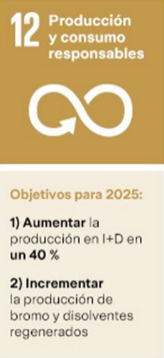 12 Producción
y consumo
responsables
Objetivos para 2025:
1) Aumentar la
producción en I+D en
un 40 %
2) Incrementar
la producción de
bromo y disolventes
regenerados